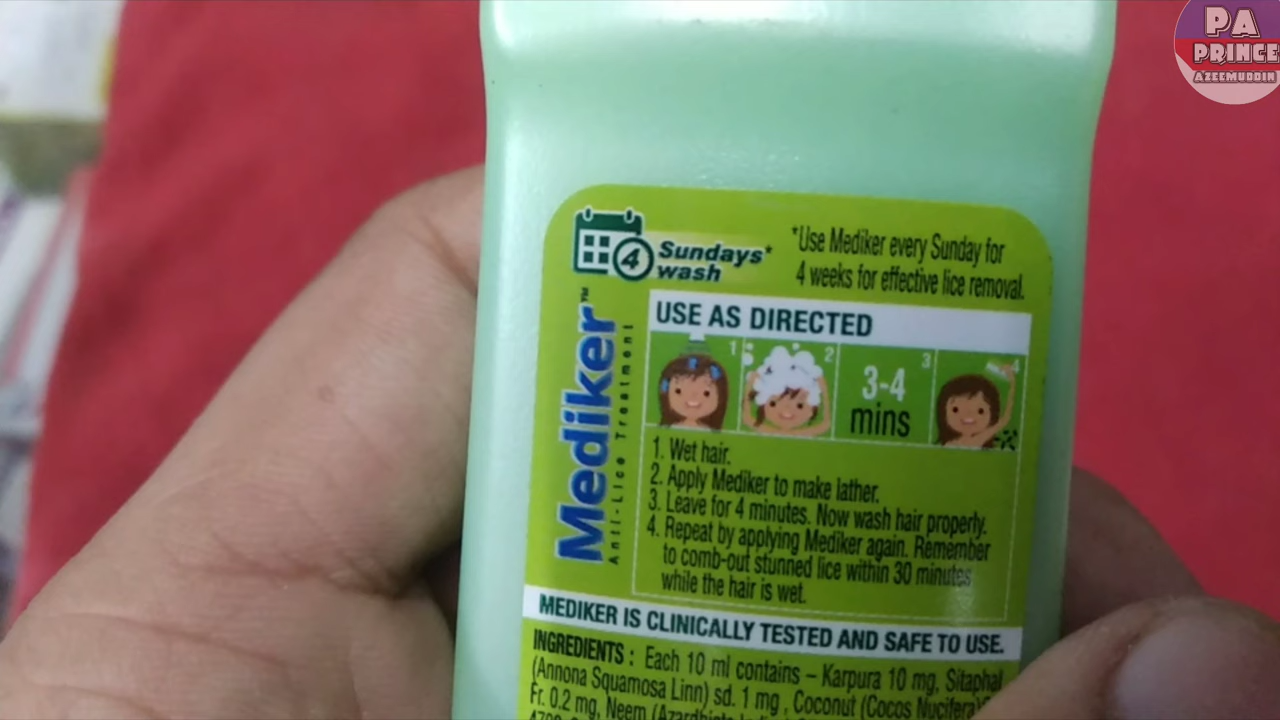 PA
PRINCE
AZEEMUDDIN
4 Sundays*
wash
*Use Mediker every Sunday for
4 weeks for effective lice removal.
Mediker™
Anti-Lice Treatment
USE AS DIRECTED
1
2
3-4
mins
3
4
1. Wet hair.
2. Apply Mediker to make lather.
3. Leave for 4 minutes. Now wash hair properly.
4. Repeat by applying Mediker again. Remember
to comb-out stunned lice within 30 minutes
while the hair is wet.
MEDIKER IS CLINICALLY TESTED AND SAFE TO USE.
INGREDIENTS : Each 10 ml contains – Karpura 10 mg, Sitaphal
(Annona Squamosa Linn) sd. 1 mg , Coconut (Cocos Nucifera)
Fr. 0.2 mg, Neem